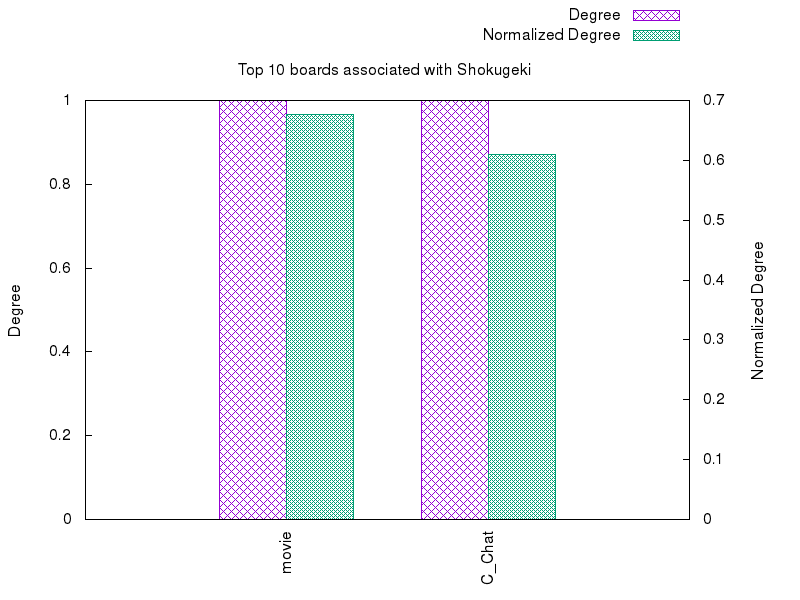 Degree
Normalized Degree
Top 10 boards associated with Shokugeki
1
0.8
0.6
0.4
0.2
0
0.7
0.6
0.5
0.4
0.3
0.2
0.1
0
Degree
Normalized Degree
movie
C_Chat